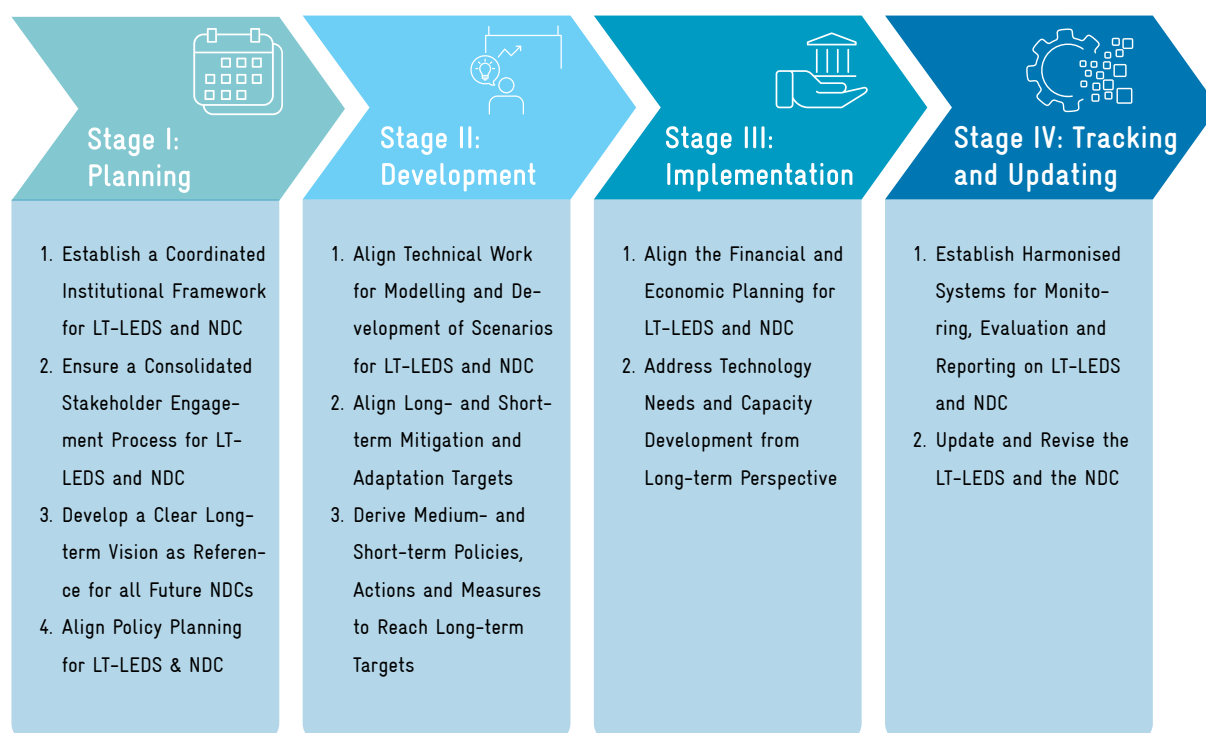 Stage I:
Planning
1. Establish a Coordinated
Institutional Framework
for LT-LEDS and NDC
2. Ensure a Consolidated
Stakeholder Engage-
ment Process for LT-
LEDS and NDC
3. Develop a Clear Long-
term Vision as Referen-
ce for all Future NDCs
4. Align Policy Planning
for LT-LEDS & NDC
Stage II:
Development
1. Align Technical Work
for Modelling and De-
velopment of Scenarios
for LT-LEDS and NDC
2. Align Long- and Short-
term Mitigation and
Adaptation Targets
3. Derive Medium- and
Short-term Policies,
Actions and Measures
to Reach Long-term
Targets
Stage III:
Implementation
1. Align the Financial and
Economic Planning for
LT-LEDS and NDC
2. Address Technology
Needs and Capacity
Development from
Long-term Perspective
Stage IV: Tracking
and Updating
1. Establish Harmonised
Systems for Monito-
ring, Evaluation and
Reporting on LT-LEDS
and NDC
2. Update and Revise the
LT-LEDS and the NDC